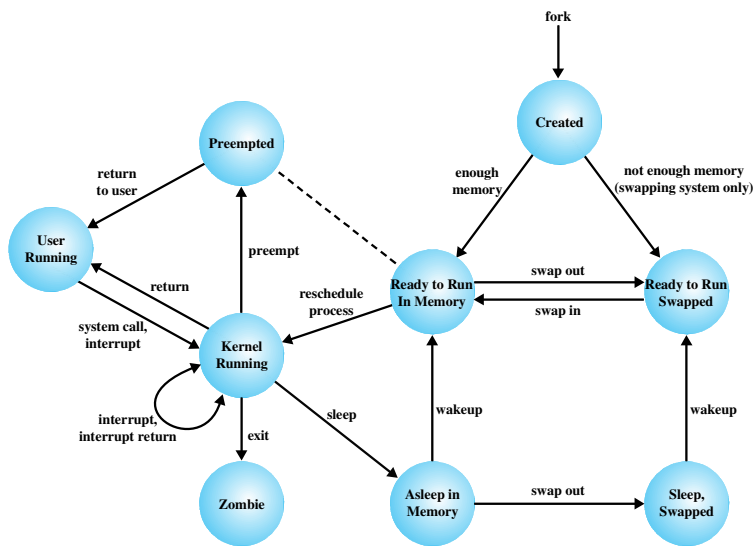 fork
Created
Preempted
enough
memory
not enough memory
(swapping system only)
return
to user
User
Running
preempt
return
Ready to Run
In Memory
swap out
swap in
Ready to Run
Swapped
reschedule
process
system call,
interrupt
Kernel
Running
interrupt,
interrupt return
sleep
wakeup
wakeup
exit
Zombie
Asleep in
Memory
swap out
Sleep,
Swapped